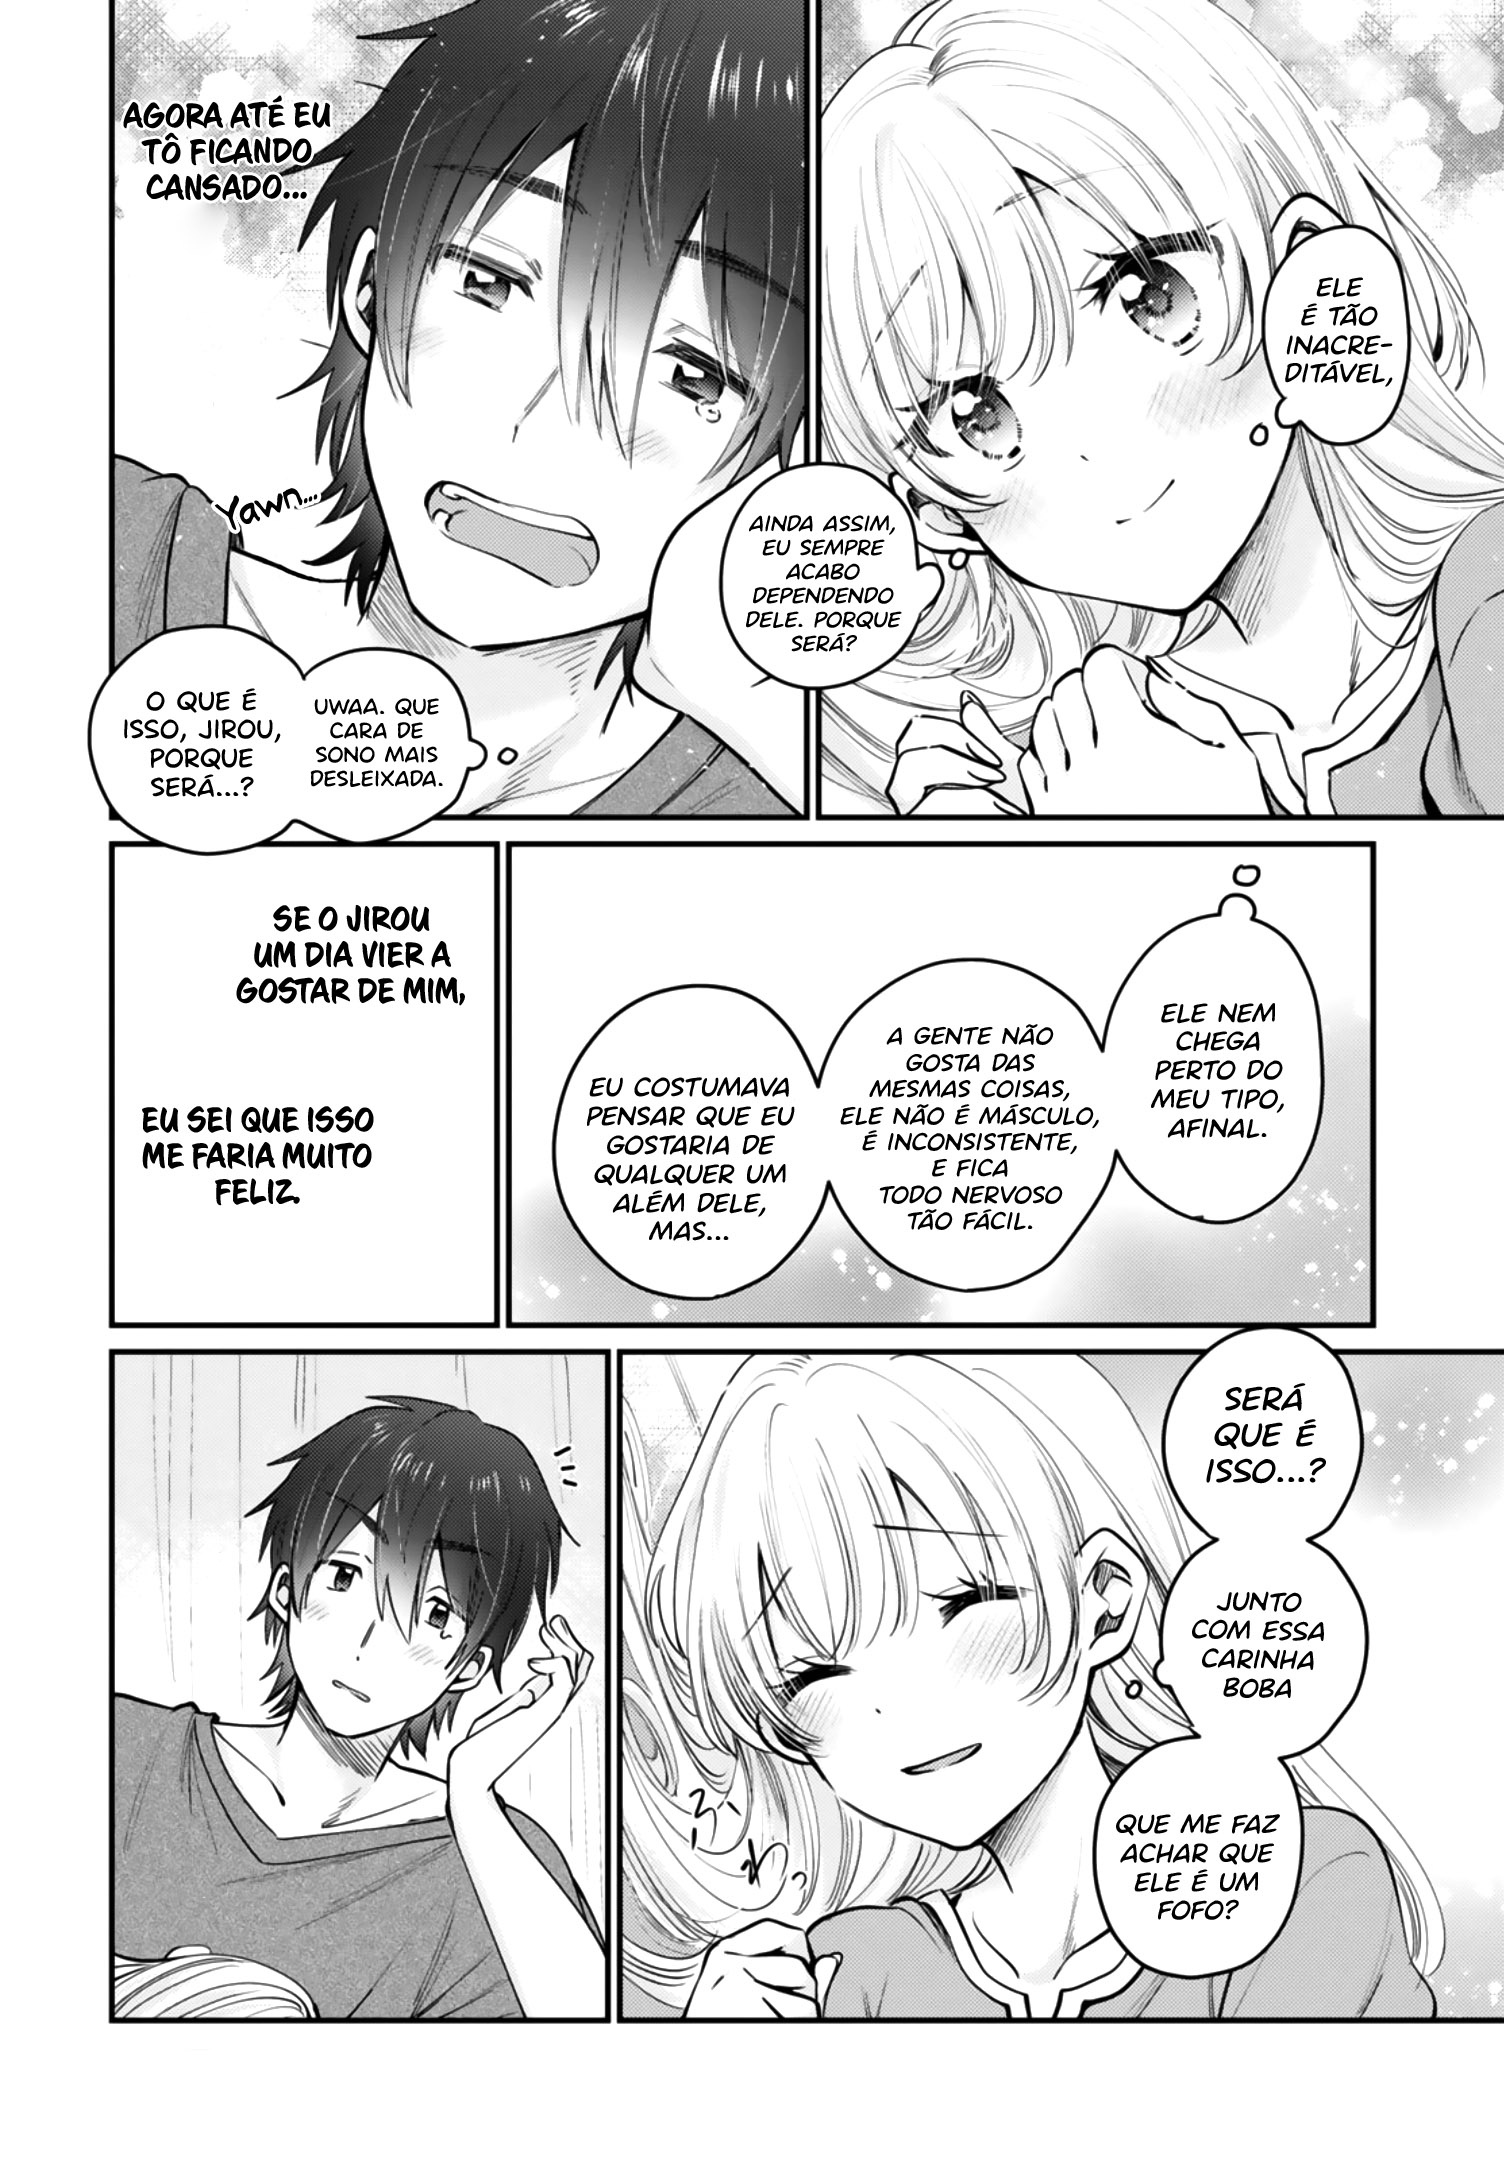 ELE
É TÃO
INACRE-
DITÁVEL,
AINDA ASSIM,
EU SEMPRE
ACABO
DEPENDENDO
DELE. PORQUE
SERÁ?
AGORA ATÉ EU
TÔ FICANDO
CANSADO...
Yawn...
UWAA. QUE
CARA DE
SONO MAIS
DESLEIXADA.
O QUE É
ISSO, JIROU,
PORQUE
SERÁ...?
ELE NEM
CHEGA
PERTO DO
MEU TIPO,
AFINAL.
A GENTE NÃO
GOSTA DAS
MESMAS COISAS,
ELE NÃO É MÁSCULO,
É INCONSISTENTE,
E FICA
TODO NERVOSO
TÃO FÁCIL.
EU COSTUMAVA
PENSAR QUE EU
GOSTARIA DE
QUALQUER UM
ALÉM DELE,
MAS...
SE O JIROU
UM DIA VIER A
GOSTAR DE MIM,
EU SEI QUE ISSO
ME FARIA MUITO
FELIZ.
SERÁ
QUE É
ISSO...?
JUNTO
COM ESSA
CARINHA
BOBA
QUE ME FAZ
ACHAR QUE
ELE É UM
FOFO?
ふわ